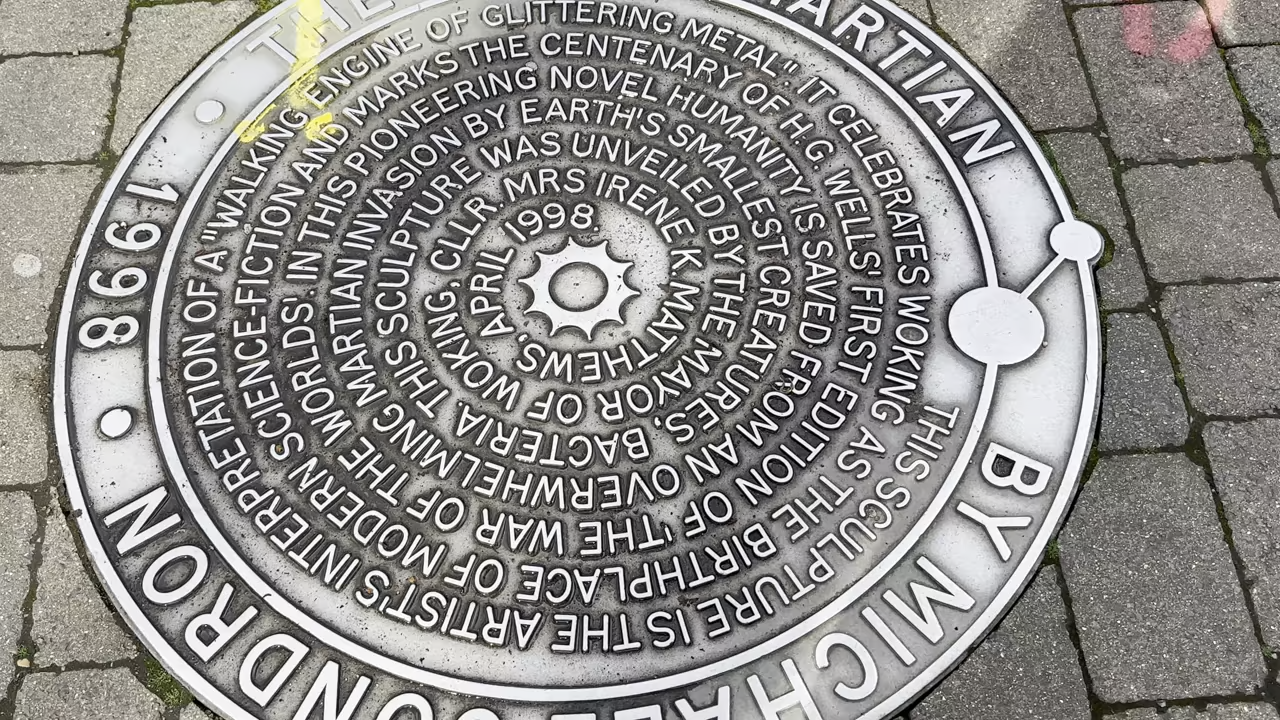 THE MARTIAN
BY MICHAEL CONDRON
1998
THIS SCULPTURE IS THE ARTIST'S INTERPRETATION OF A "WALKING ENGINE OF GLITTERING METAL". IT CELEBRATES WOKING AS THE BIRTHPLACE OF MODERN SCIENCE-FICTION AND MARKS THE CENTENARY OF H.G. WELLS' FIRST EDITION OF 'THE WAR OF THE WORLDS'. IN THIS PIONEERING NOVEL HUMANITY IS SAVED FROM AN OVERWHELMING MARTIAN INVASION BY EARTH'S SMALLEST CREATURES, BACTERIA. THIS SCULPTURE WAS UNVEILED BY THE MAYOR OF WOKING, CLLR. MRS IRENE K. MATTHEWS, APRIL 1998.